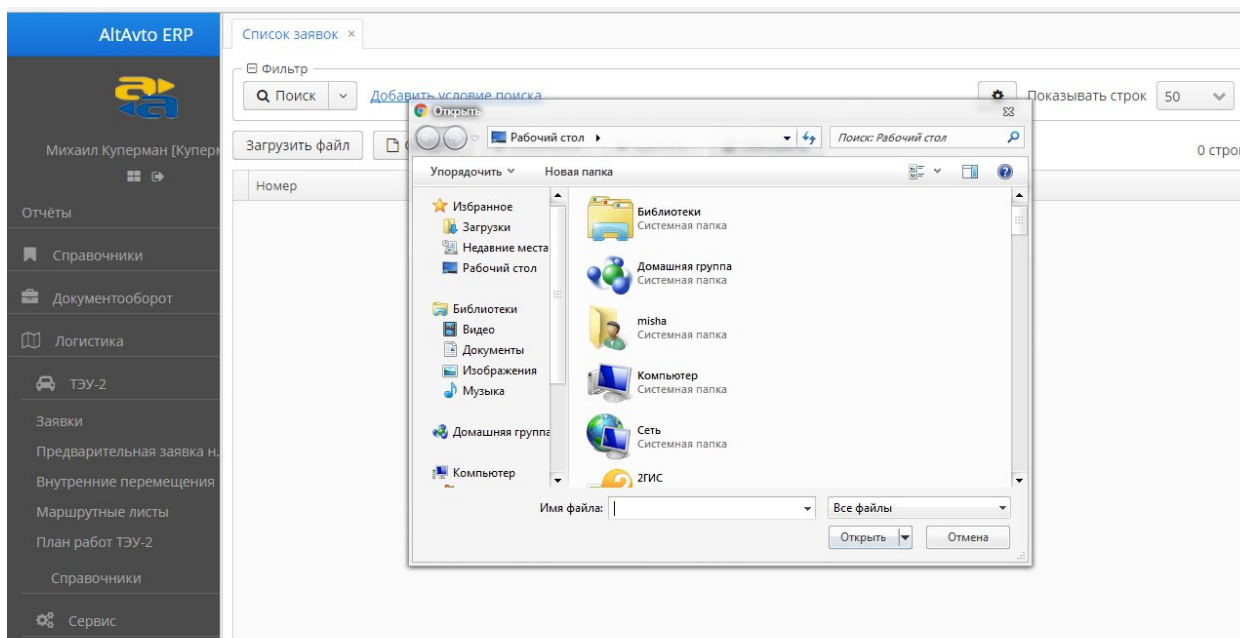 AltAvto ERP
Список заявок ×
Фильтр
Поиск
Добавить условие поиска
Показывать строк 50
Загрузить файл
0 стро
Номер
Михаил Куперман [Купер
Отчёты
Справочники
Документооборот
Логистика
ТЭУ-2
Заявки
Предварительная заявка н.
Внутренние перемещения
Маршрутные листы
План работ ТЭУ-2
Справочники
Сервис
Открыть
Рабочий стол
Поиск: Рабочий стол
Упорядочить
Новая папка
Избранное
Загрузки
Недавние места
Рабочий стол
Библиотеки
Видео
Документы
Изображения
Музыка
Домашняя группа
Компьютер
Библиотеки
Системная папка
Домашняя группа
Системная папка
misha
Системная папка
Компьютер
Системная папка
Сеть
Системная папка
2ГИС
Имя файла:
Все файлы
Открыть
Отмена